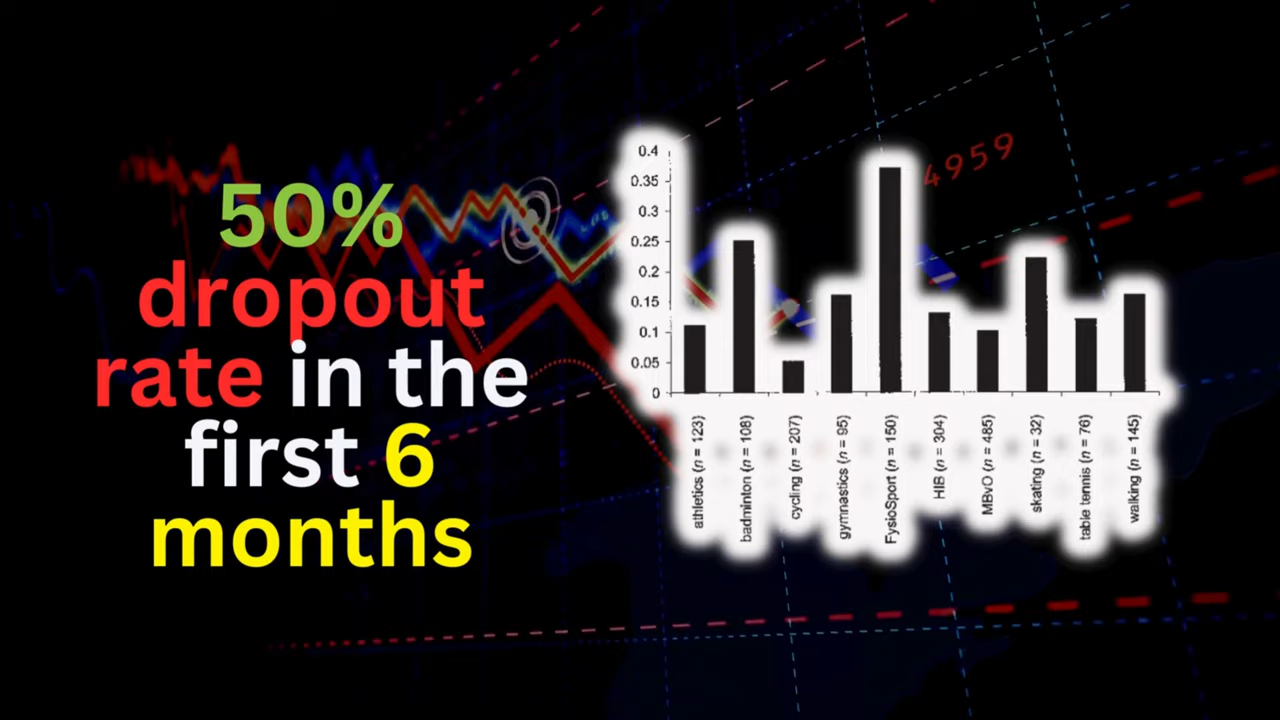 50%
dropout
rate in the
first 6
months
0.4
0.35
0.3
0.25
0.2
0.15
0.1
0.05
0
athletics (n = 123)
badminton (n = 108)
cycling (n = 207)
gymnastics (n = 95)
FysioSport (n = 150)
HIB (n = 304)
MBvO (n = 485)
skating (n = 32)
table tennis (n = 76)
walking (n = 145)
4959